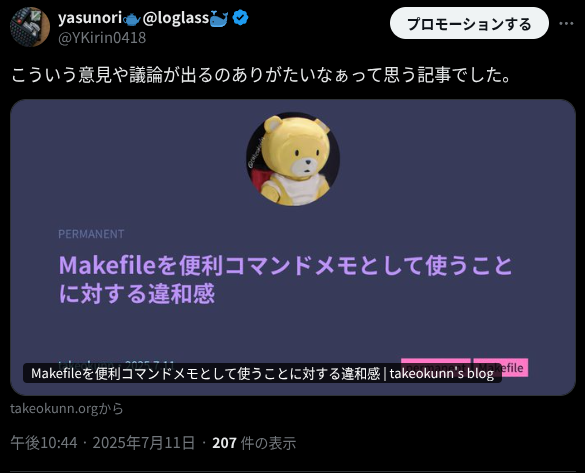 yasunori🫖@loglass🐳
@YKirin0418
プロモーションする
こういう意見や議論が出るのありがたいなぁって思う記事でした。
PERMANENT
Makefileを便利コマンドメモとして使うこと
に対する違和感
Makefileを便利コマンドメモとして使うことに対する違和感 | takeokunn's blog
takeokunn.orgから
午後10:44 · 2025年7月11日 · 207 件の表示